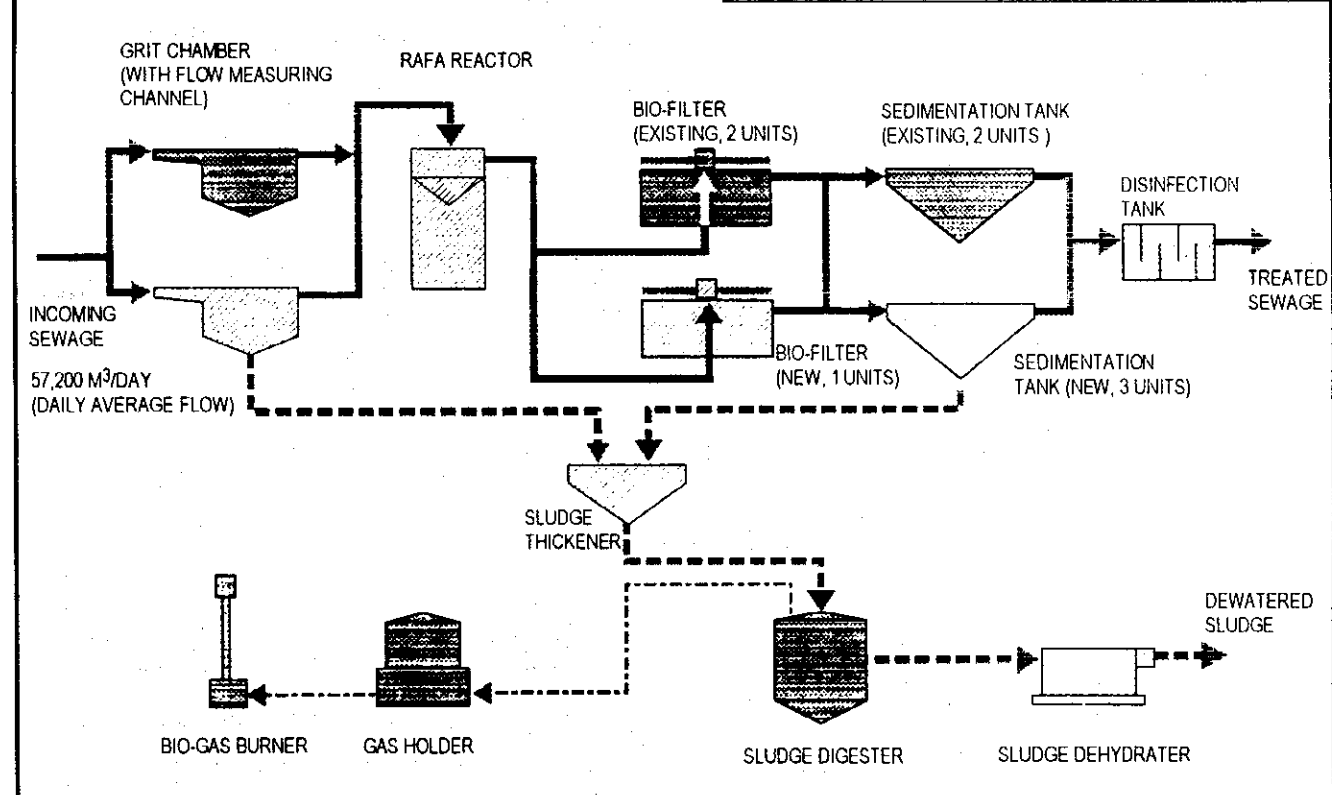 GRIT CHAMBER
(WITH FLOW MEASURING
CHANNEL)
RAFA REACTOR
BIO-FILTER
(EXISTING, 2 UNITS)
SEDIMENTATION TANK
(EXISTING, 2 UNITS )
DISINFECTION
TANK
INCOMING
SEWAGE
57,200 M³/DAY
(DAILY AVERAGE FLOW)
TREATED
SEWAGE
BIO-FILTER
(NEW, 1 UNITS)
SEDIMENTATION
TANK (NEW, 3 UNITS)
SLUDGE
THICKENER
DEWATERED
SLUDGE
BIO-GAS BURNER
GAS HOLDER
SLUDGE DIGESTER
SLUDGE DEHYDRATER